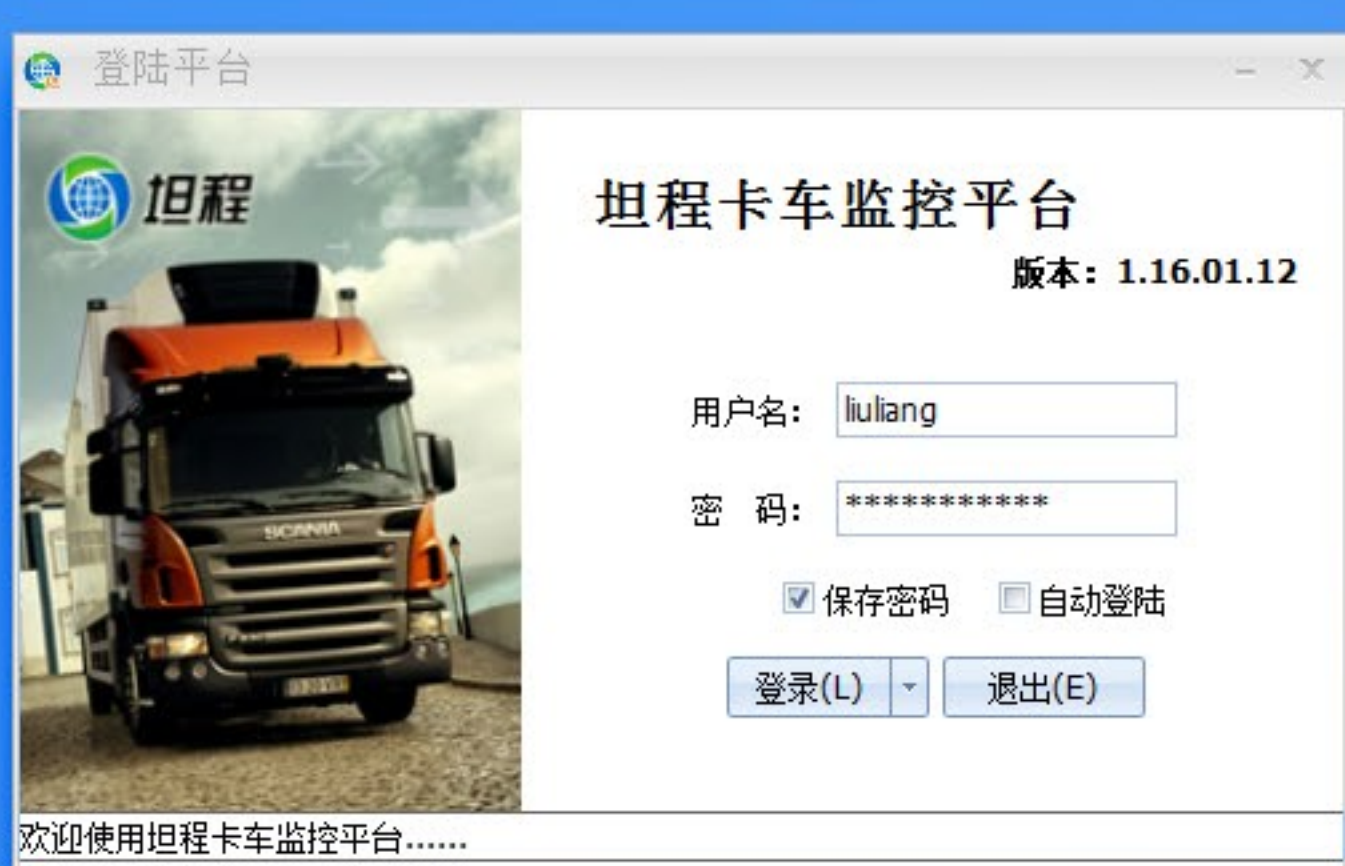 登陆平台
坦程
坦程卡车监控平台
版本：1.16.01.12
用户名： liuliang
密 码： ***********
保存密码 自动登陆
登录(L) 退出(E)
SCANIA
欢迎使用坦程卡车监控平台......